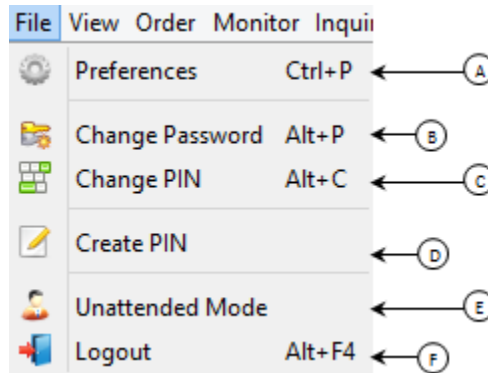 File View Order Monitor Inqui
Preferences Ctrl+P A
Change Password Alt+P B
Change PIN Alt+C C
Create PIN D
Unattended Mode E
Logout Alt+F4 F